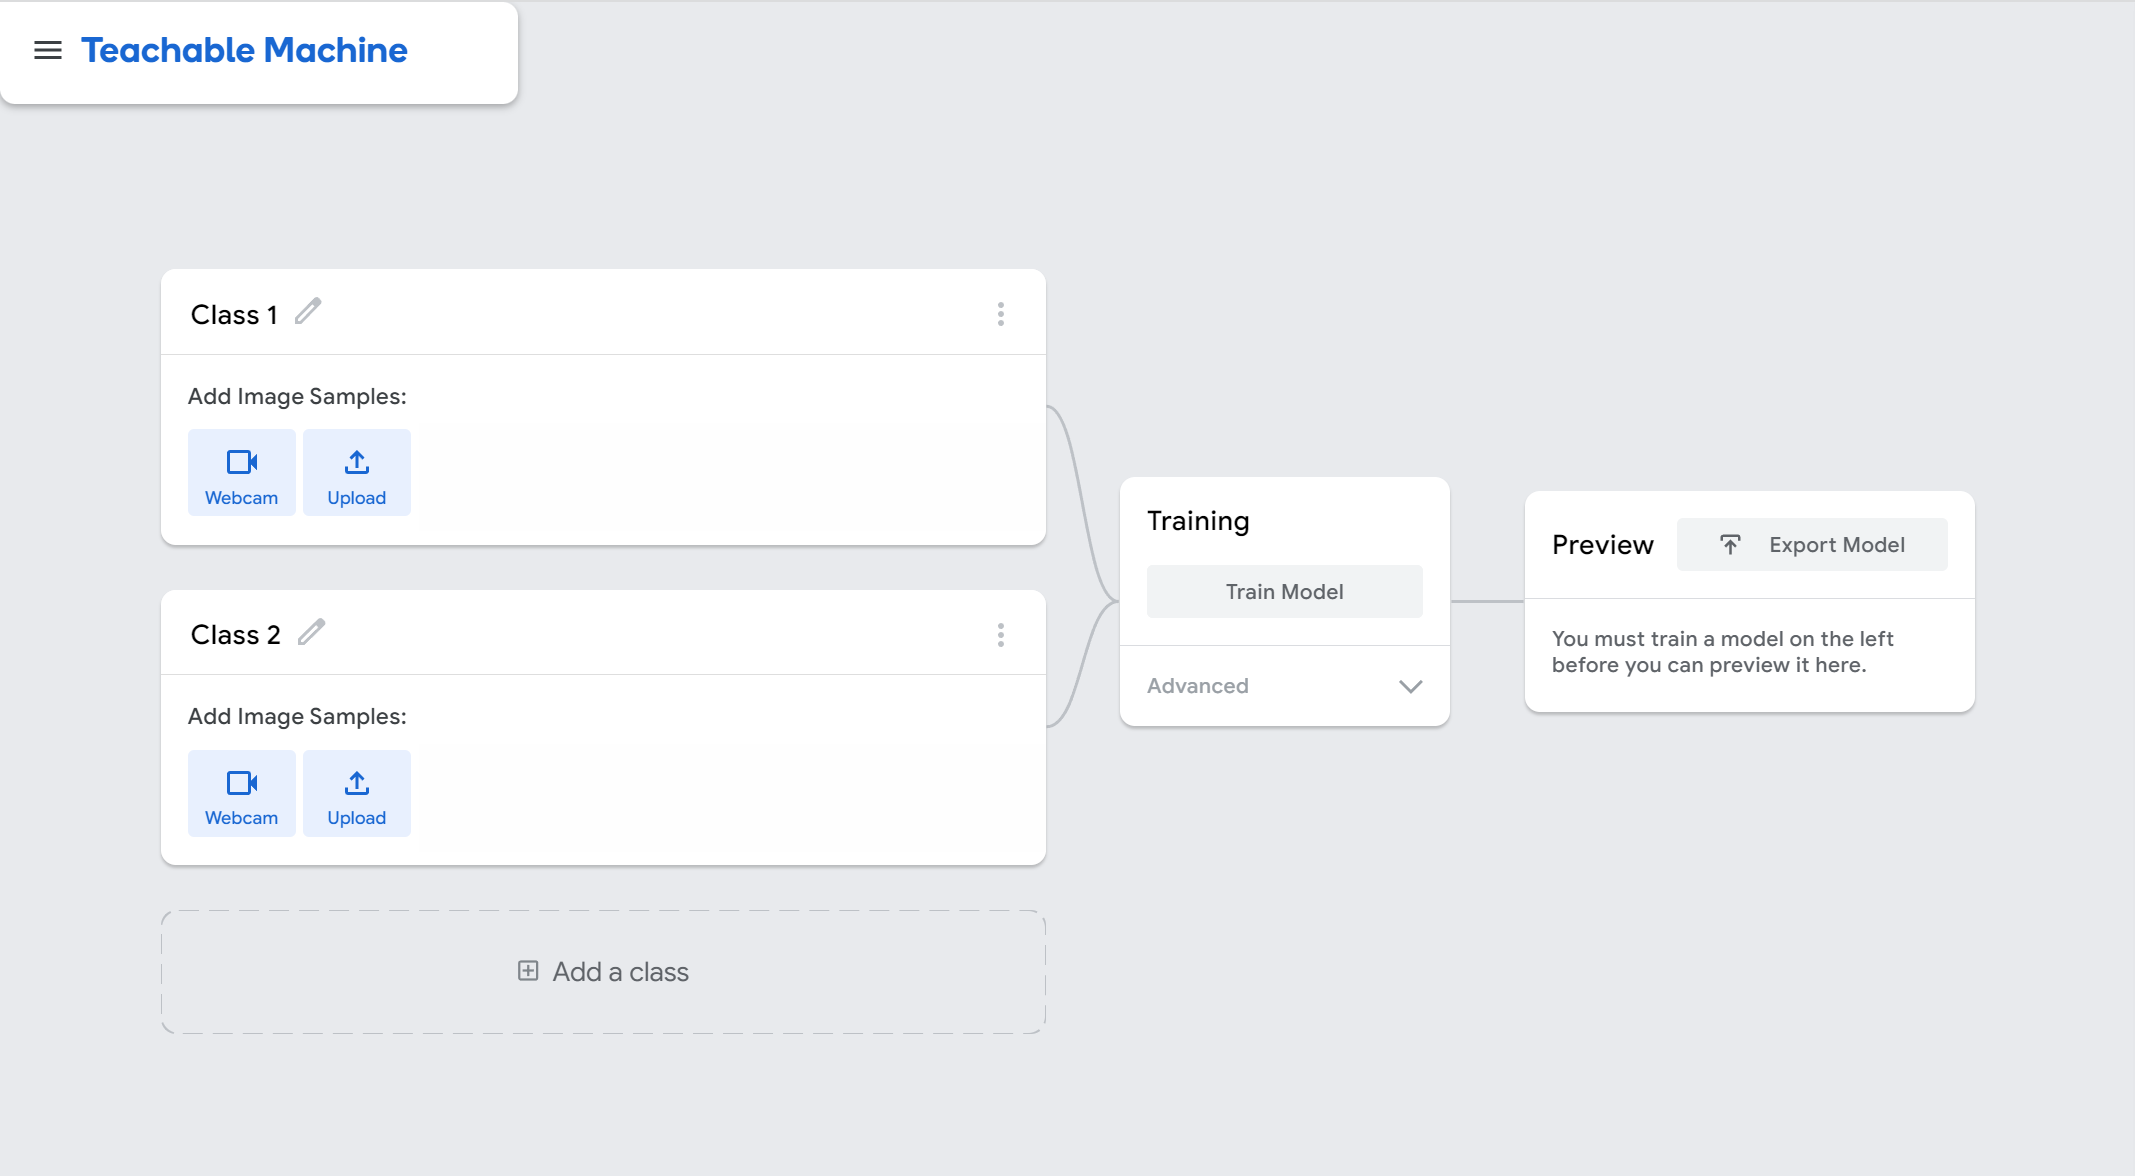 Teachable Machine
Class 1
Add Image Samples:
Webcam
Upload
Class 2
Add Image Samples:
Webcam
Upload
Add a class
Training
Train Model
Advanced
Preview
Export Model
You must train a model on the left
before you can preview it here.